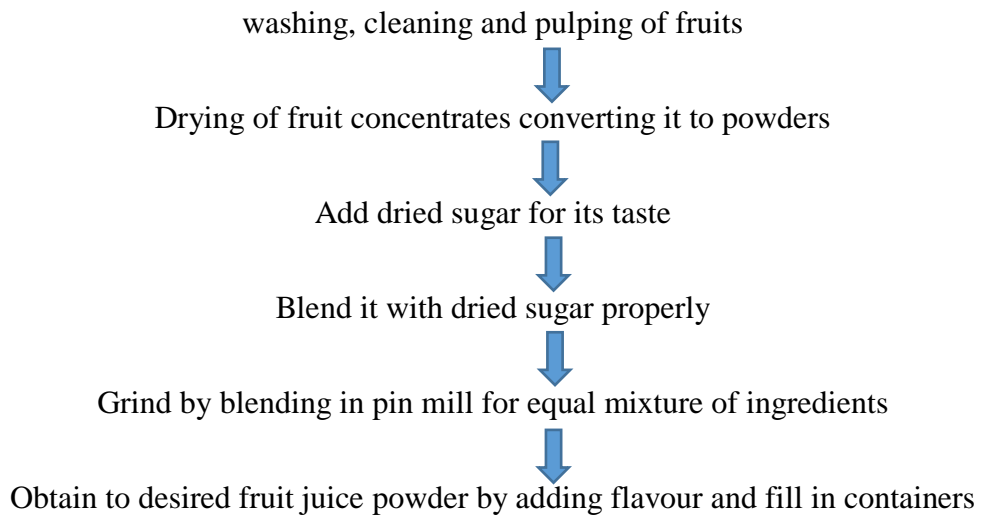 washing, cleaning and pulping of fruits
Drying of fruit concentrates converting it to powders
Add dried sugar for its taste
Blend it with dried sugar properly
Grind by blending in pin mill for equal mixture of ingredients
Obtain to desired fruit juice powder by adding flavour and fill in containers